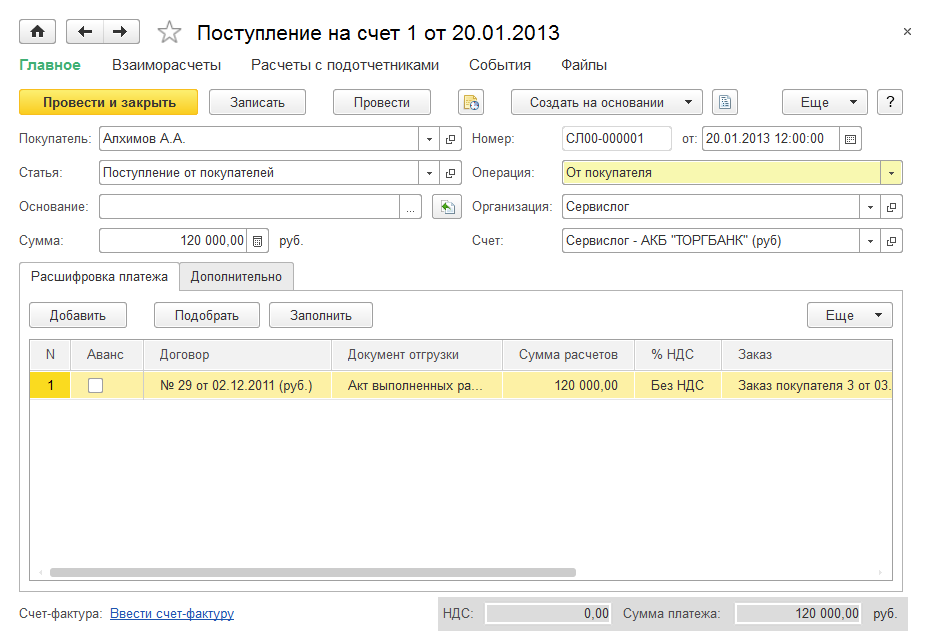 Поступление на счет 1 от 20.01.2013
×
Главное Взаиморасчеты Расчеты с подотчетниками События Файлы
Провести и закрыть Записать Провести Создать на основании Еще ?
Покупатель: Алхимов А.А. Номер: СЛ00-000001 от: 20.01.2013 12:00:00
Статья: Поступление от покупателей Операция: От покупателя
Основание: ... Организация: Сервислог
Сумма: 120 000,00 руб. Счет: Сервислог - АКБ "ТОРГБАНК" (руб)
Расшифровка платежа Дополнительно
Добавить Подобрать Заполнить Еще
N Аванс Договор Документ отгрузки Сумма расчетов % НДС Заказ
1 № 29 от 02.12.2011 (руб.) Акт выполненных ра... 120 000,00 Без НДС Заказ покупателя 3 от 03.
Счет-фактура: Ввести счет-фактуру НДС: 0,00 Сумма платежа: 120 000,00 руб.